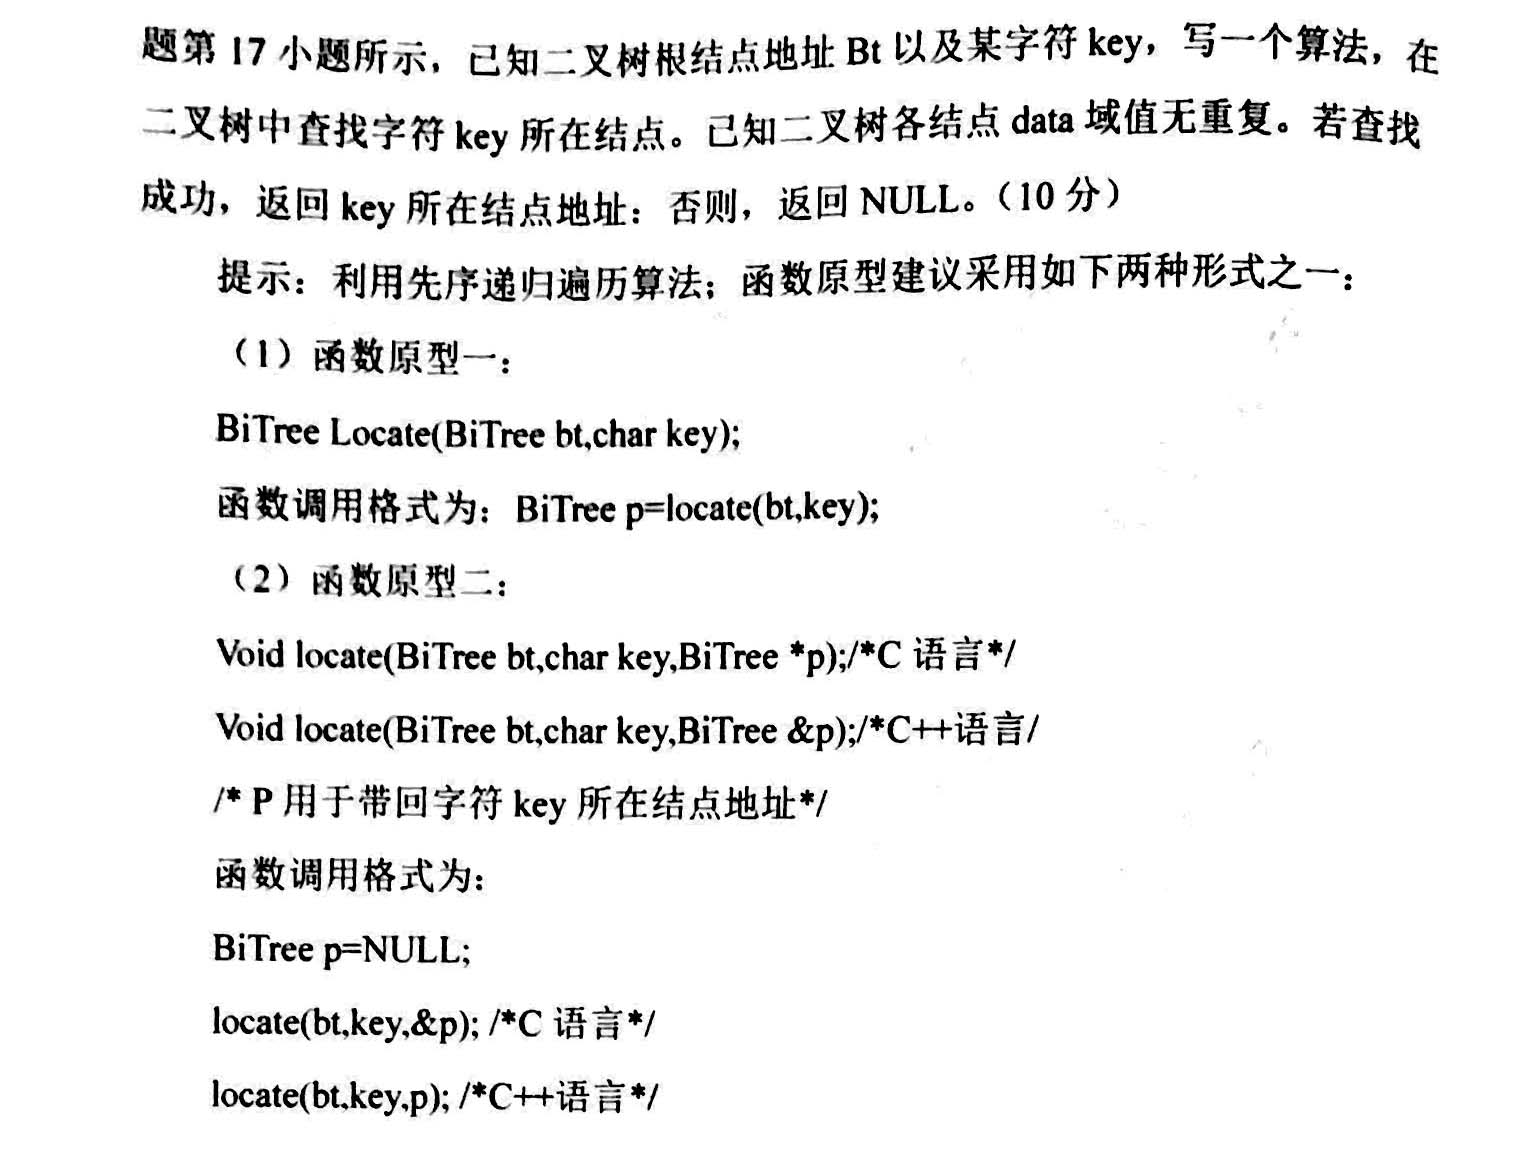 题第 17 小题所示，已知二叉树根结点地址 Bt 以及某字符 key，写一个算法，在
二叉树中查找字符 key 所在结点。已知二叉树各结点 data 域值无重复。若查找
成功，返回 key 所在结点地址：否则，返回 NULL。（10 分）
提示：利用先序递归遍历算法；函数原型建议采用如下两种形式之一：
（1）函数原型一：
BiTree Locate(BiTree bt,char key);
函数调用格式为：BiTree p=locate(bt,key);
（2）函数原型二：
Void locate(BiTree bt,char key,BiTree *p);/*C 语言*/
Void locate(BiTree bt,char key,BiTree &p);/*C++语言/
/* P 用于带回字符 key 所在结点地址*/
函数调用格式为：
BiTree p=NULL;
locate(bt,key,&p); /*C 语言*/
locate(bt,key,p); /*C++语言*/